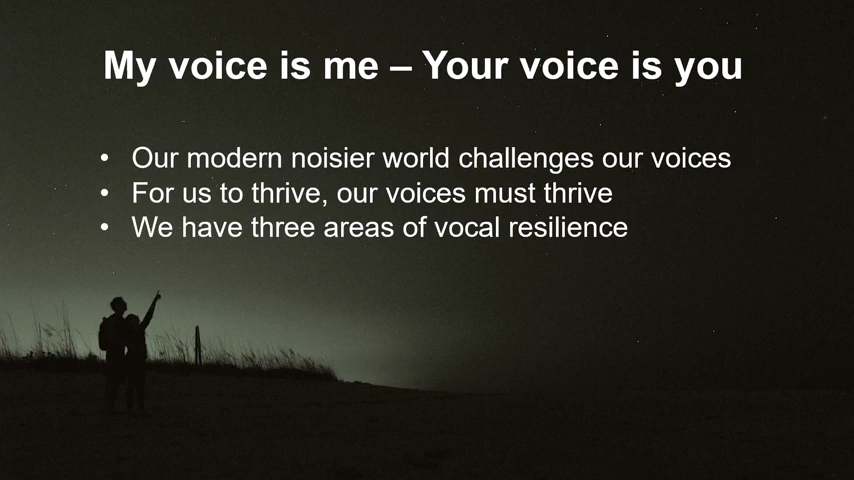 My voice is me – Your voice is you
• Our modern noisier world challenges our voices
• For us to thrive, our voices must thrive
• We have three areas of vocal resilience